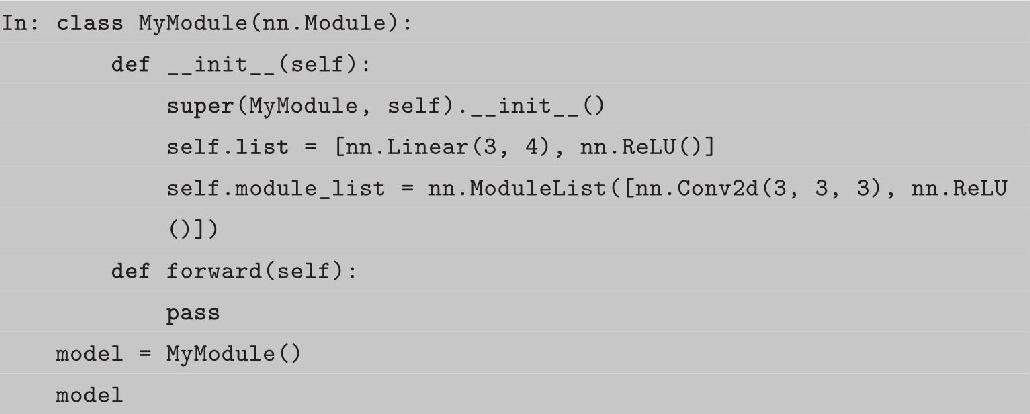 In: class MyModule(nn.Module):
        def __init__(self):
            super(MyModule, self).__init__()
            self.list = [nn.Linear(3, 4), nn.ReLU()]
            self.module_list = nn.ModuleList([nn.Conv2d(3, 3, 3), nn.ReLU
            ()])
        def forward(self):
            pass
    model = MyModule()
    model